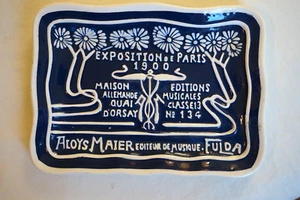 EXPOSITION DE PARIS
1900
MAISON EDITIONS
ALLEMANDE MUSICALES
QUAI CLASSE 13
D'ORSAY No 134
ALOYS MAIER EDITEUR DE MUSIQUE. FULDA